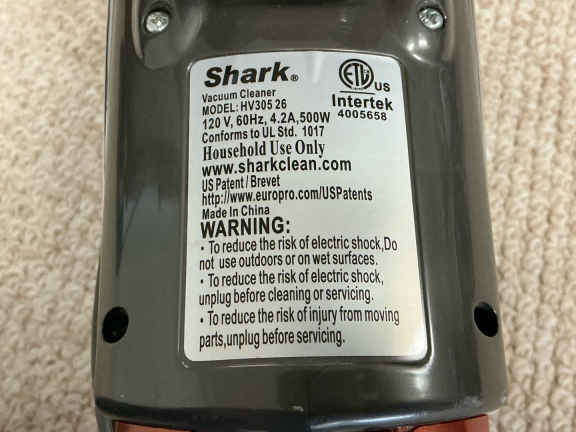 Shark®
Vacuum Cleaner
MODEL: HV305 26
120 V, 60Hz, 4.2A,500W
Conforms to UL Std. 1017
Household Use Only
www.sharkclean.com
US Patent / Brevet
http://www.europro.com/USPatents
Made In China
ETL US
Intertek
4005658
WARNING:
· To reduce the risk of electric shock,Do
not use outdoors or on wet surfaces.
· To reduce the risk of electric shock,
unplug before cleaning or servicing.
· To reduce the risk of injury from moving
parts,unplug before servicing.